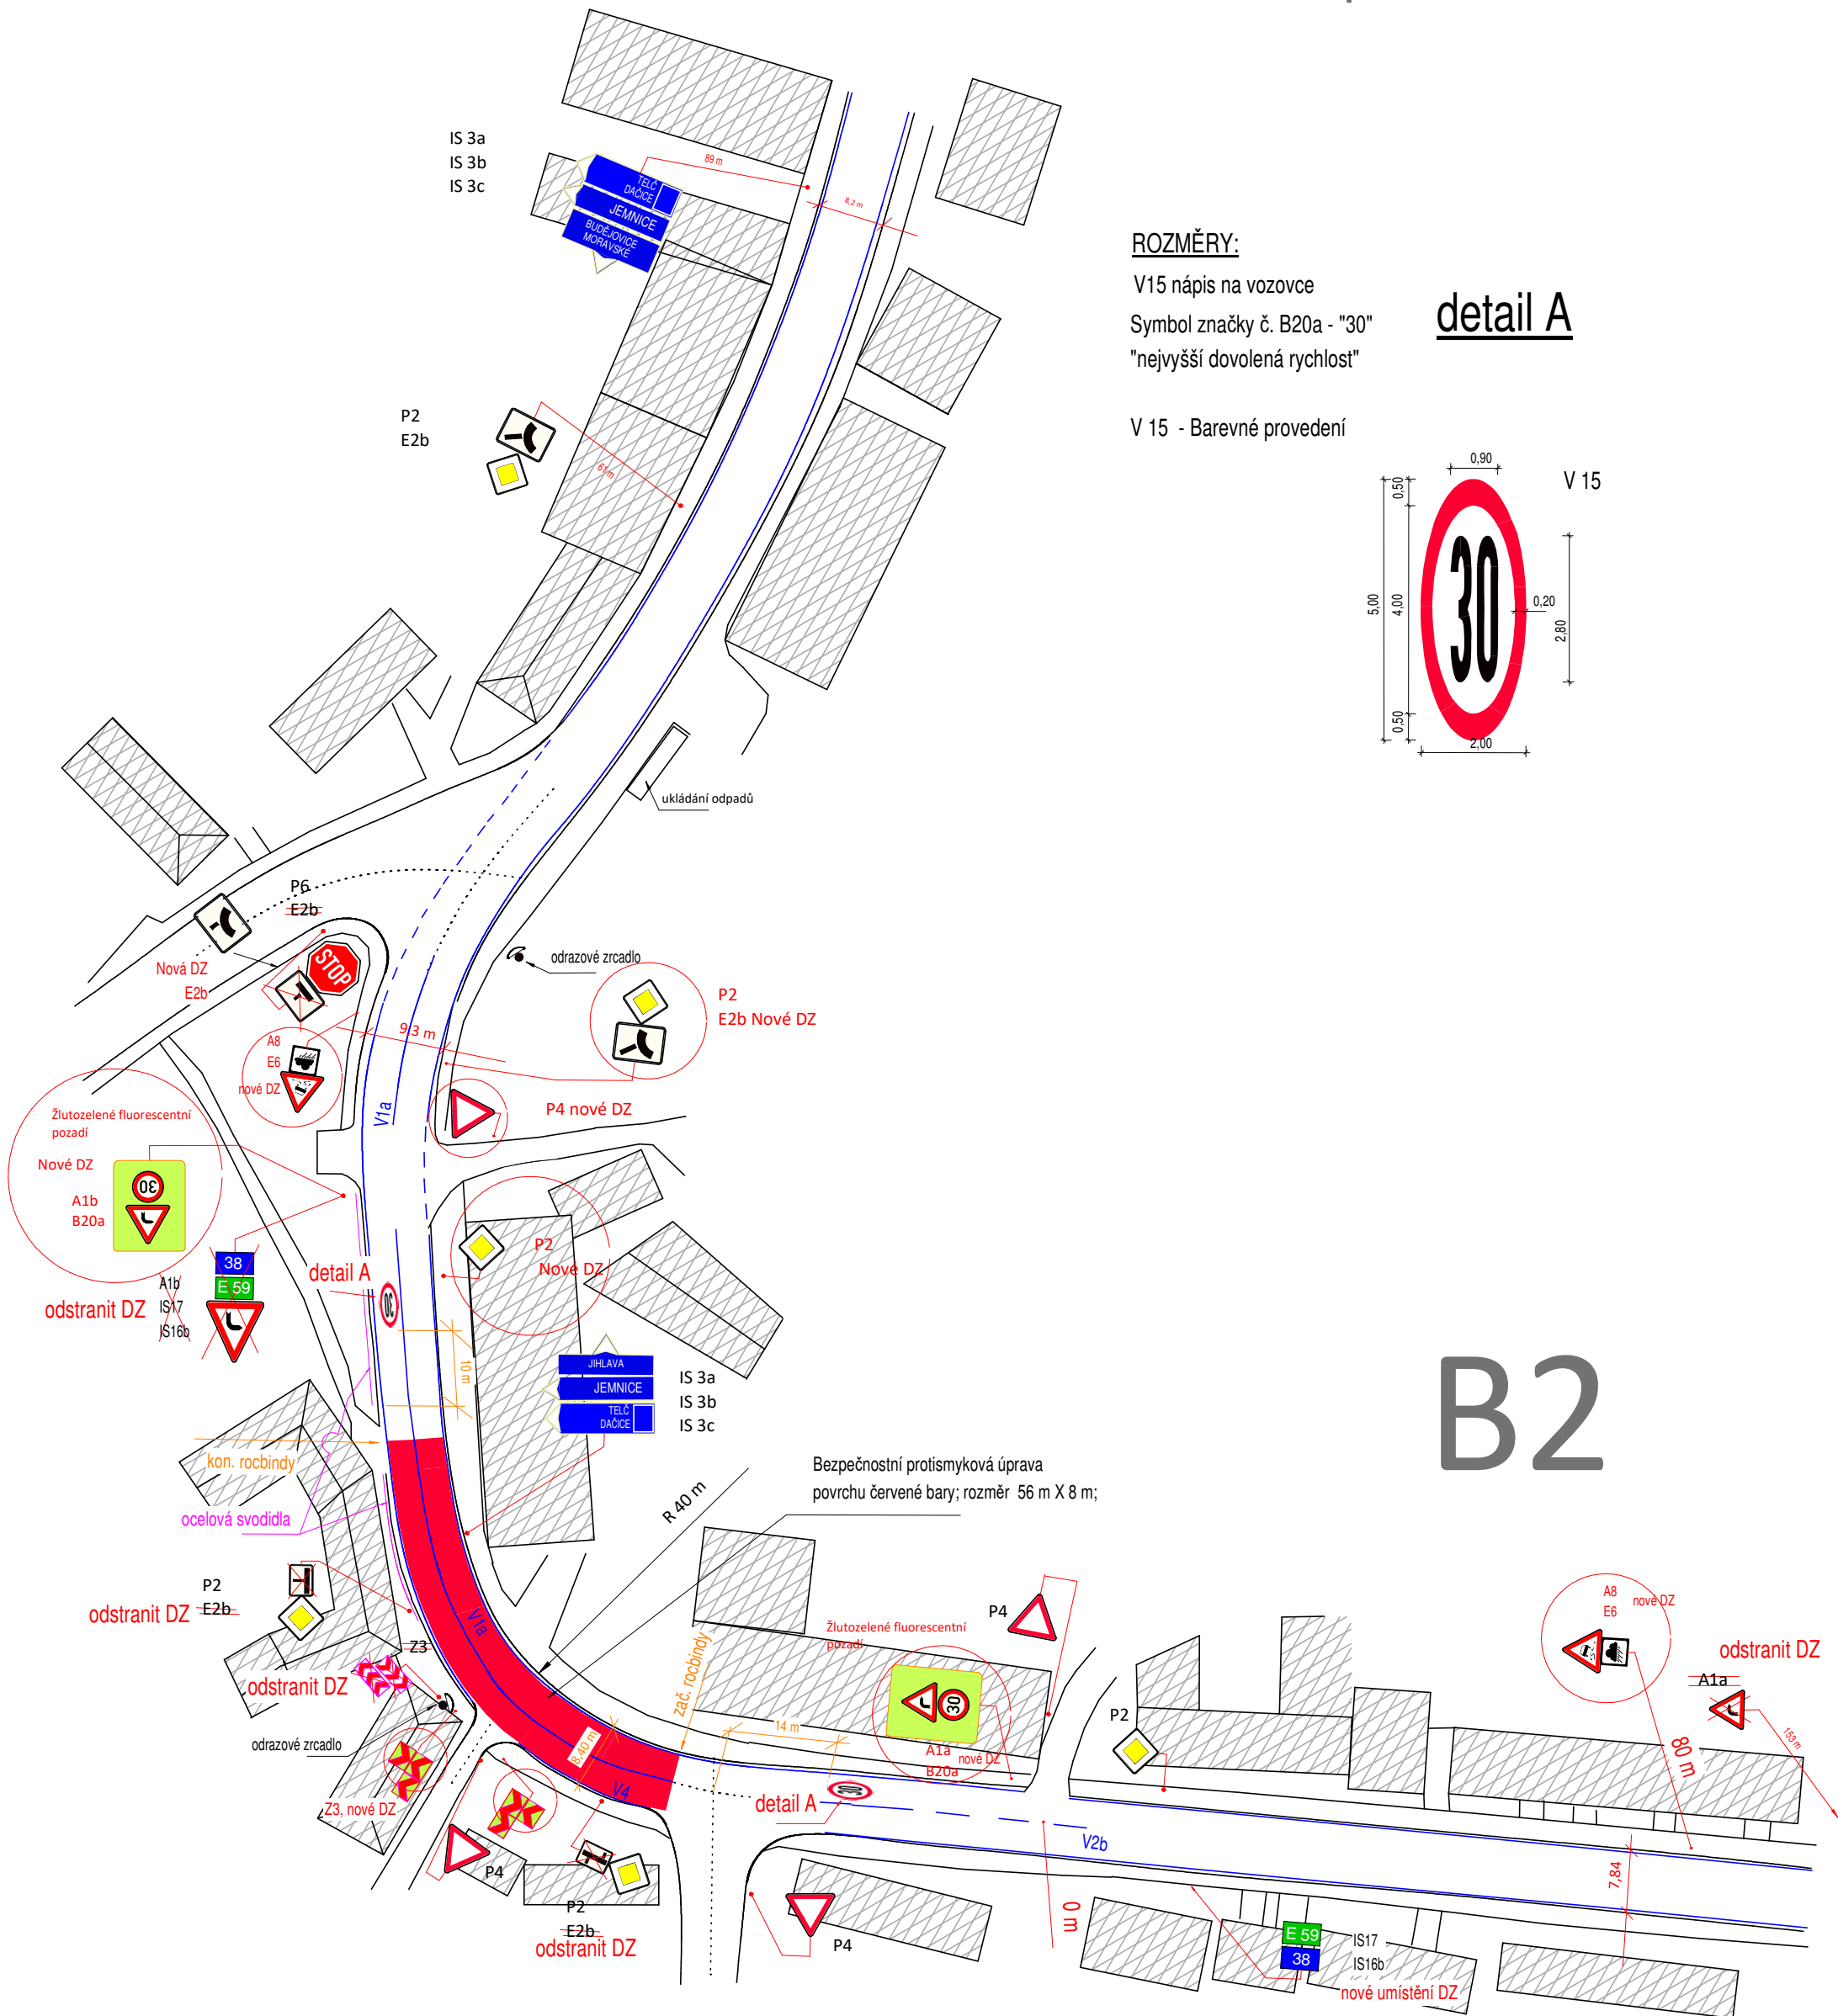 IS 3a
IS 3b
IS 3c
TELČ
DAČICE
JEMNICE
BUDĚJOVICE
MORAVSKÉ
89 m
8,2 m
ROZMĚRY:
V15 nápis na vozovce
Symbol značky č. B20a - "30"
"nejvyšší dovolená rychlost"
detail A
V 15 - Barevné provedení
V 15
0,90
0,50
5,00
4,00
30
0,20
2,80
0,50
2,00
P2
E2b
61 m
ukládání odpadů
P6
E2b
STOP
Nová DZ
E2b
odrazové zrcadlo
P2
E2b Nové DZ
9,3 m
A8
E6
nové DZ
V1a
P4 nové DZ
Žlutozelené fluorescentní
pozadí
Nové DZ
30
A1b
B20a
38
E 59
A1b
IS17
IS16b
odstranit DZ
detail A
30
P2
Nové DZ
10 m
JIHLAVA
JEMNICE
TELČ
DAČICE
IS 3a
IS 3b
IS 3c
B2
kon. rocbindy
ocelová svodidla
R 40 m
Bezpečnostní protismyková úprava
povrchu červené bary; rozměr 56 m X 8 m;
P2
E2b
odstranit DZ
V1a
Z3
odstranit DZ
odrazové zrcadlo
Z3, nové DZ
zač. rocbindy
8,40 m
V4
14 m
Žlutozelené fluorescentní
pozadí
30
A1a
B20a
nové DZ
P4
P2
A8
E6
nové DZ
odstranit DZ
A1a
153 m
80 m
detail A
30
V2b
7,84
P4
P2
E2b
odstranit DZ
P4
0 m
E 59
38
IS17
IS16b
nové umístění DZ